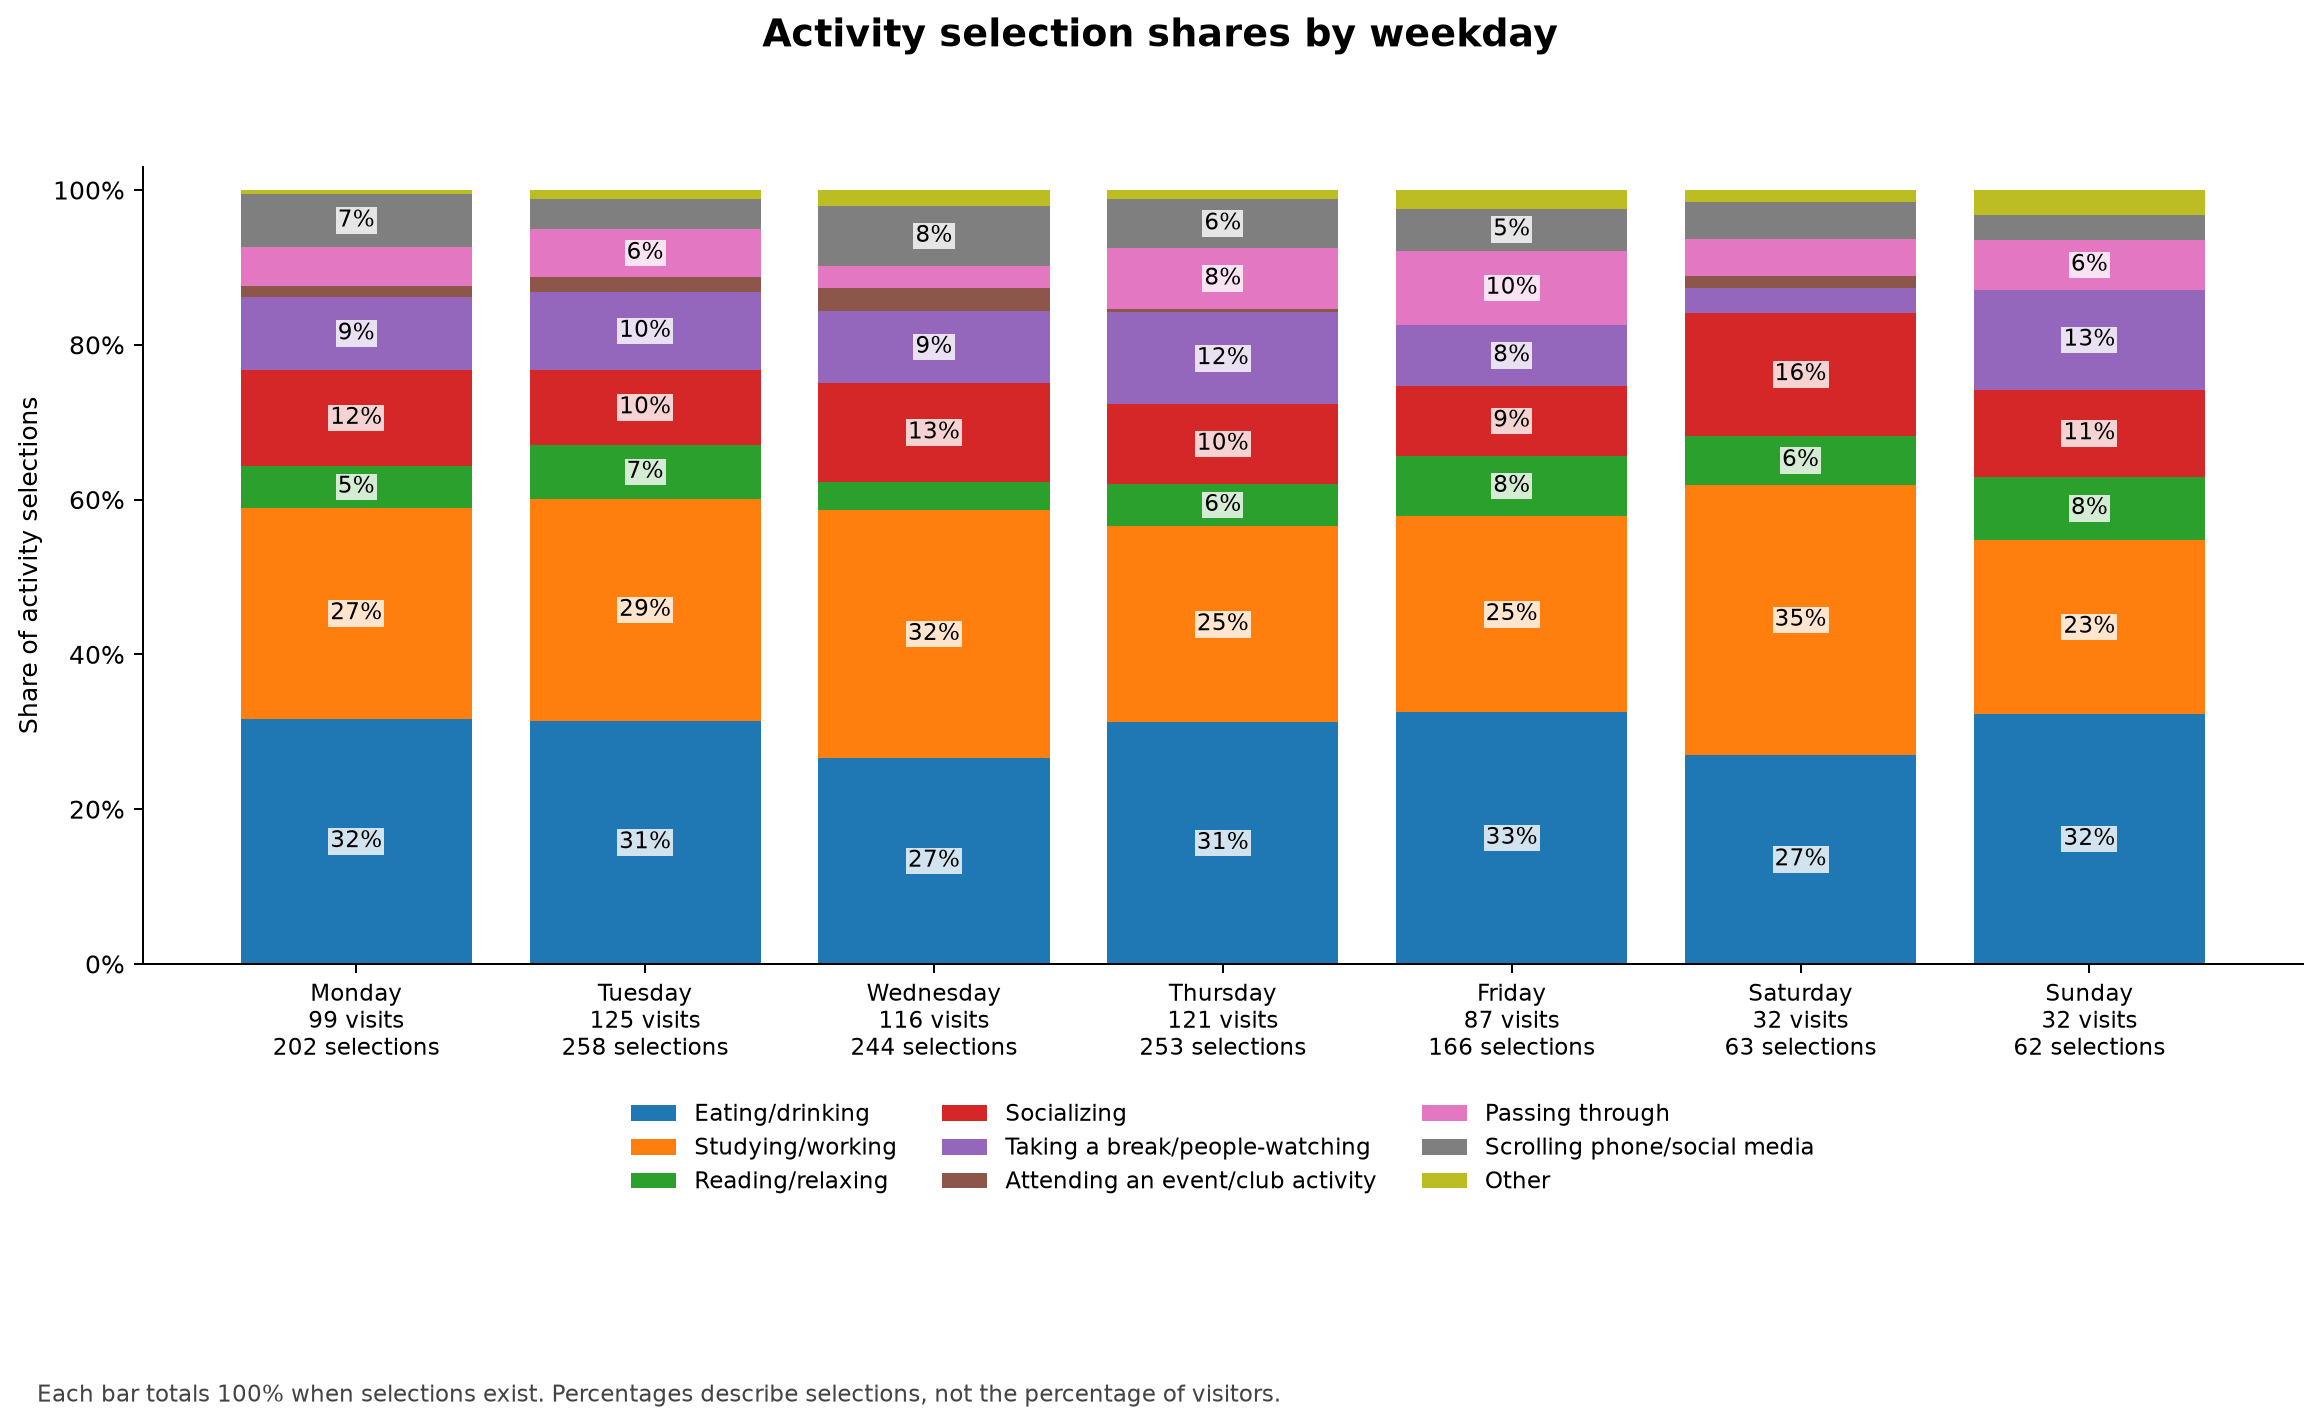 Activity selection shares by weekday
Share of activity selections
100%
80%
60%
40%
20%
0%
7%
9%
12%
5%
27%
32%
6%
10%
10%
7%
29%
31%
8%
9%
13%
32%
27%
6%
8%
12%
10%
6%
25%
31%
5%
10%
8%
9%
8%
25%
33%
16%
6%
35%
27%
6%
13%
11%
8%
23%
32%
Monday
99 visits
202 selections
Tuesday
125 visits
258 selections
Wednesday
116 visits
244 selections
Thursday
121 visits
253 selections
Friday
87 visits
166 selections
Saturday
32 visits
63 selections
Sunday
32 visits
62 selections
Eating/drinking
Studying/working
Reading/relaxing
Socializing
Taking a break/people-watching
Attending an event/club activity
Passing through
Scrolling phone/social media
Other
Each bar totals 100% when selections exist. Percentages describe selections, not the percentage of visitors.